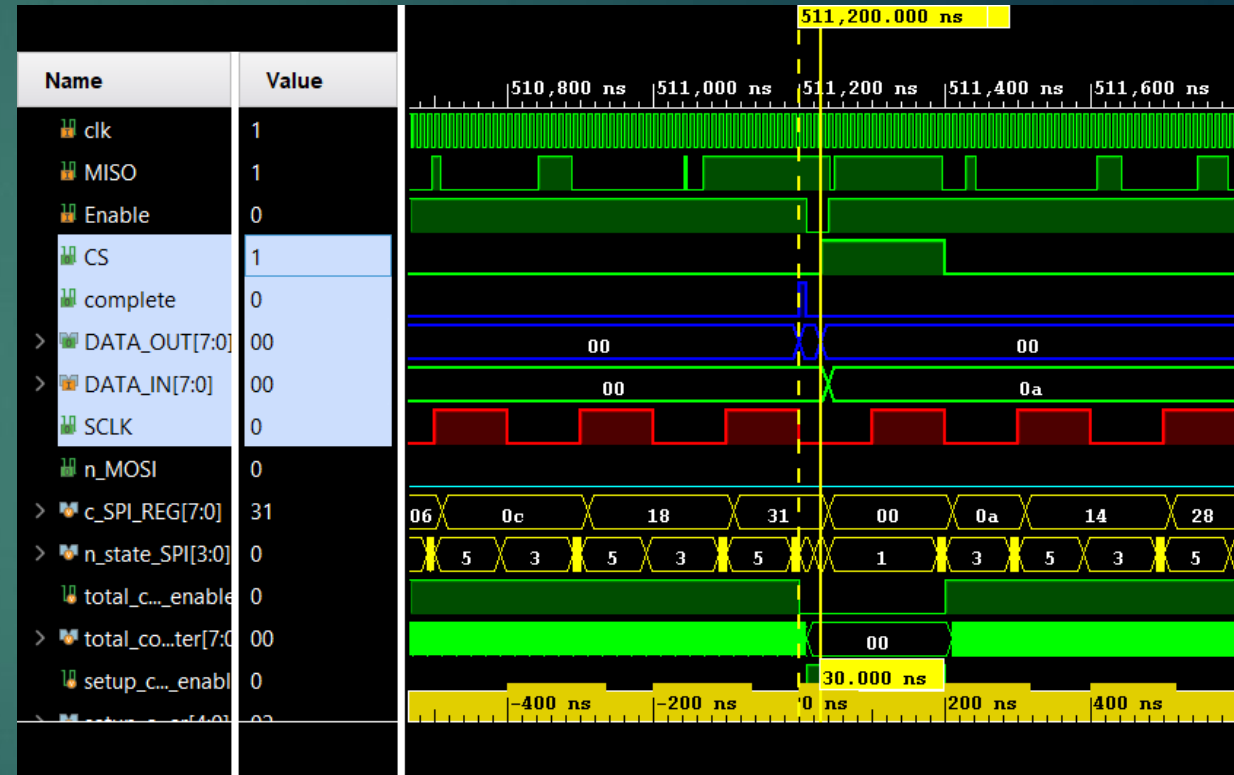 511,200.000 ns
Name Value
510,800 ns 511,000 ns 511,200 ns 511,400 ns 511,600 ns
clk 1
MISO 1
Enable 0
CS 1
complete 0
DATA_OUT[7:0] 00 00 00
DATA_IN[7:0] 00 00 0a
SCLK 0
n_MOSI 0
c_SPI_REG[7:0] 31 06 0c 18 31 00 0a 14 28
n_state_SPI[3:0] 0 5 3 5 3 5 1 3 5 3 5
total_c..._enable 0
total_co...ter[7:0 00 00
setup_c..._enabl 0 30.000 ns
-400 ns -200 ns 0 ns 200 ns 400 ns